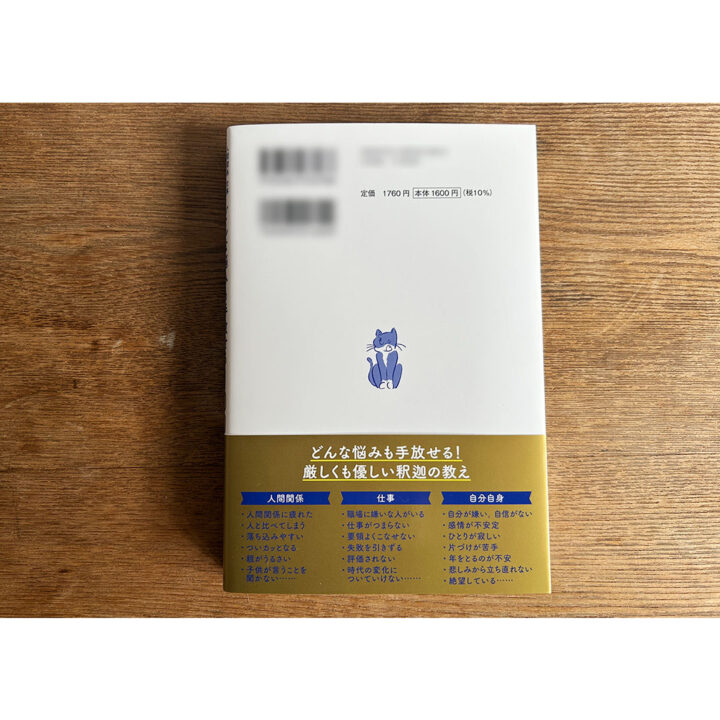 定価 1760円 本体1600円 (税10%)
どんな悩みも手放せる!
厳しくも優しい釈迦の教え
人間関係
・人間関係に疲れた
・人と比べてしまう
・落ち込みやすい
・ついカッとなる
・親がうるさい
・子供が言うことを
聞かない……
仕事
・職場に嫌いな人がいる
・仕事がつまらない
・要領よくこなせない
・失敗を引きずる
・評価されない
・時代の変化に
ついていけない……
自分自身
・自分が嫌い、自信がない
・感情が不安定
・ひとりが寂しい
・片づけが苦手
・年をとるのが不安
・悲しみから立ち直れない
・絶望している……